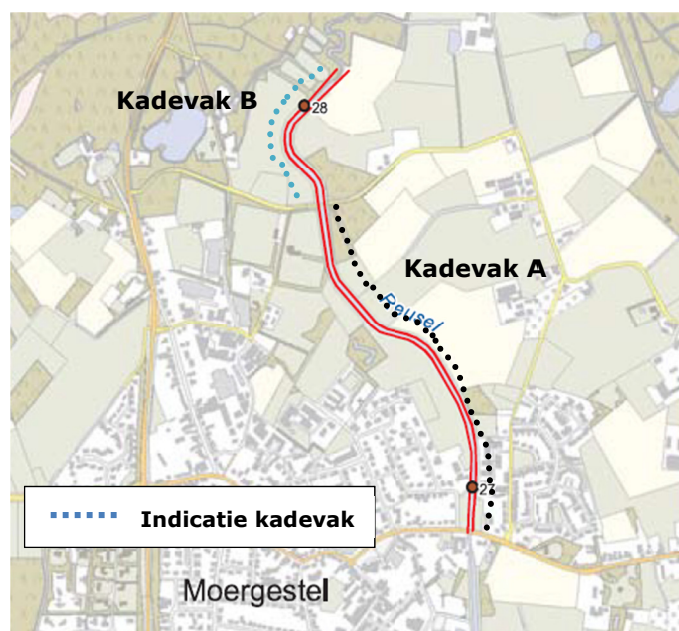 Kadevak B
28
Kadevak A
Reusel
27
Indicatie kadevak
Moergestel